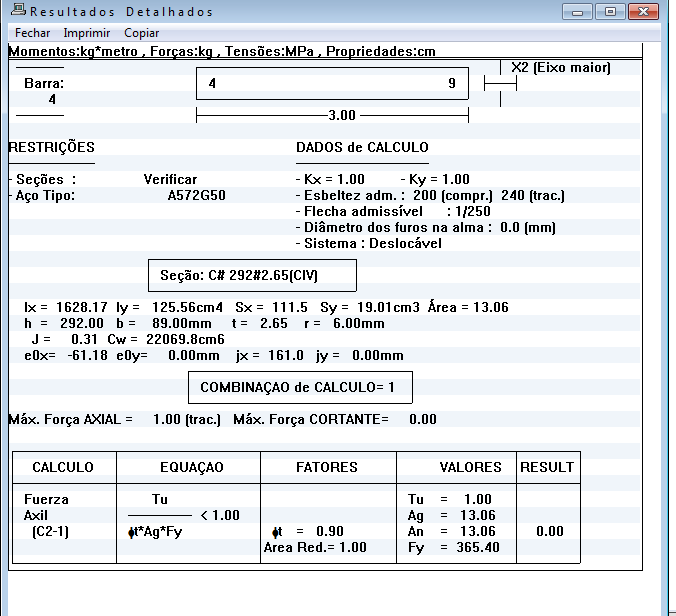 Resultados Detalhados
Fechar Imprimir Copiar
Momentos:kg*metro , Forças:kg , Tensões:MPa , Propriedades:cm
X2 (Eixo maior)
Barra: 4 9
4
3.00
RESTRIÇÕES DADOS de CALCULO
- Seções : Verificar - Kx = 1.00 - Ky = 1.00
- Aço Tipo: A572G50 - Esbeltez adm. : 200 (compr.) 240 (trac.)
- Flecha admissível : 1/250
- Diâmetro dos furos na alma : 0.0 (mm)
- Sistema : Deslocável
Seção: C# 292#2.65(CIV)
Ix = 1628.17 Iy = 125.56cm4 Sx = 111.5 Sy = 19.01cm3 Área = 13.06
h = 292.00 b = 89.00mm t = 2.65 r = 6.00mm
J = 0.31 Cw = 22069.8cm6
e0x= -61.18 e0y= 0.00mm jx = 161.0 jy = 0.00mm
COMBINAÇAO de CALCULO= 1
Máx. Força AXIAL = 1.00 (trac.) Máx. Força CORTANTE= 0.00
CALCULO EQUAÇAO FATORES VALORES RESULT
Fuerza Tu Tu = 1.00
Axil < 1.00 Ag = 13.06
(C2-1) ϕt*Ag*Fy ϕt = 0.90 An = 13.06 0.00
Area Red.= 1.00 Fy = 365.40